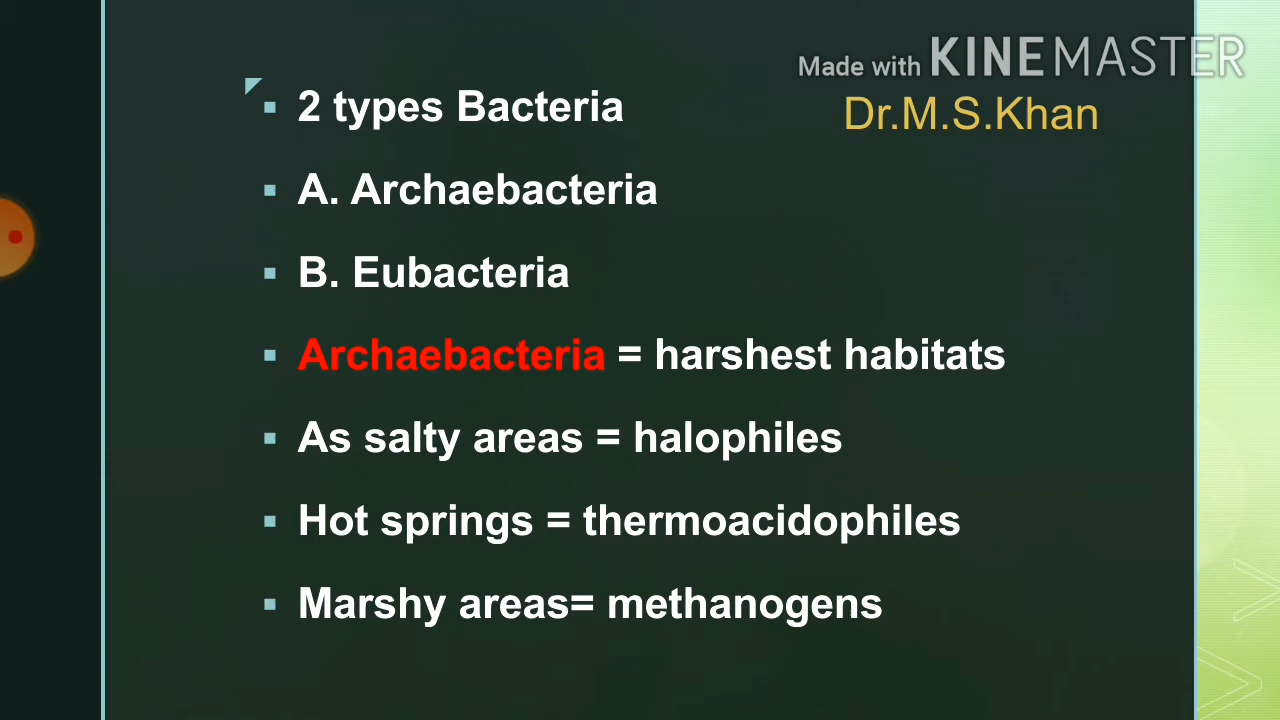 Made with KINEMASTER
Dr.M.S.Khan
2 types Bacteria
A. Archaebacteria
B. Eubacteria
Archaebacteria = harshest habitats
As salty areas = halophiles
Hot springs = thermoacidophiles
Marshy areas= methanogens